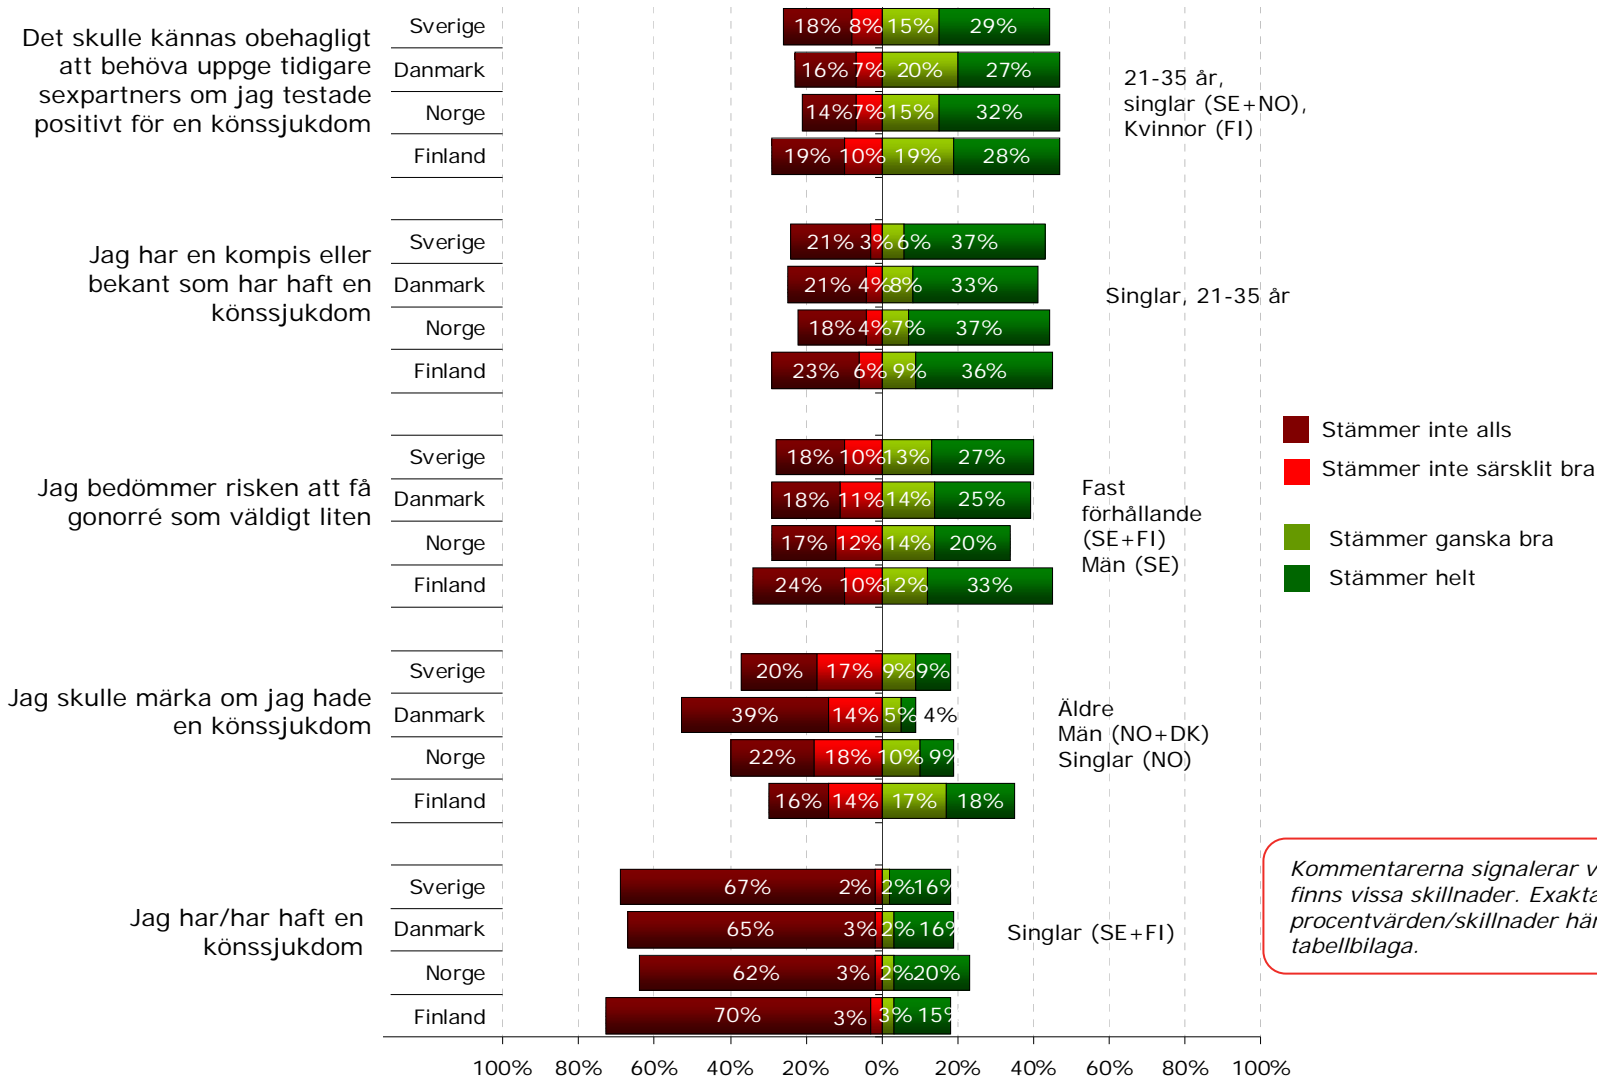 Det skulle kännas obehagligt
att behöva uppge tidigare
sexpartners om jag testade
positivt för en könssjukdom
Sverige 18% 8% 15% 29%
Danmark 16% 7% 20% 27%
Norge 14% 7% 15% 32%
Finland 19% 10% 19% 28%
21-35 år,
singlar (SE+NO),
Kvinnor (FI)
Jag har en kompis eller
bekant som har haft en
könssjukdom
Sverige 21% 3% 6% 37%
Danmark 21% 4% 8% 33%
Norge 18% 4% 7% 37%
Finland 23% 6% 9% 36%
Singlar, 21-35 år
Jag bedömmer risken att få
gonorré som väldigt liten
Sverige 18% 10% 13% 27%
Danmark 18% 11% 14% 25%
Norge 17% 12% 14% 20%
Finland 24% 10% 12% 33%
Fast
förhållande
(SE+FI)
Män (SE)
Stämmer inte alls
Stämmer inte särsklit bra
Stämmer ganska bra
Stämmer helt
Jag skulle märka om jag hade
en könssjukdom
Sverige 20% 17% 9% 9%
Danmark 39% 14% 5% 4%
Norge 22% 18% 10% 9%
Finland 16% 14% 17% 18%
Äldre
Män (NO+DK)
Singlar (NO)
Jag har/har haft en
könssjukdom
Sverige 67% 2% 2% 16%
Danmark 65% 3% 2% 16%
Norge 62% 3% 2% 20%
Finland 70% 3% 3% 15%
Singlar (SE+FI)
Kommentarerna signalerar
finns vissa skillnader. Exakta
procentvärden/skillnader
tabellbilaga.
100% 80% 60% 40% 20% 0% 20% 40% 60% 80% 100%